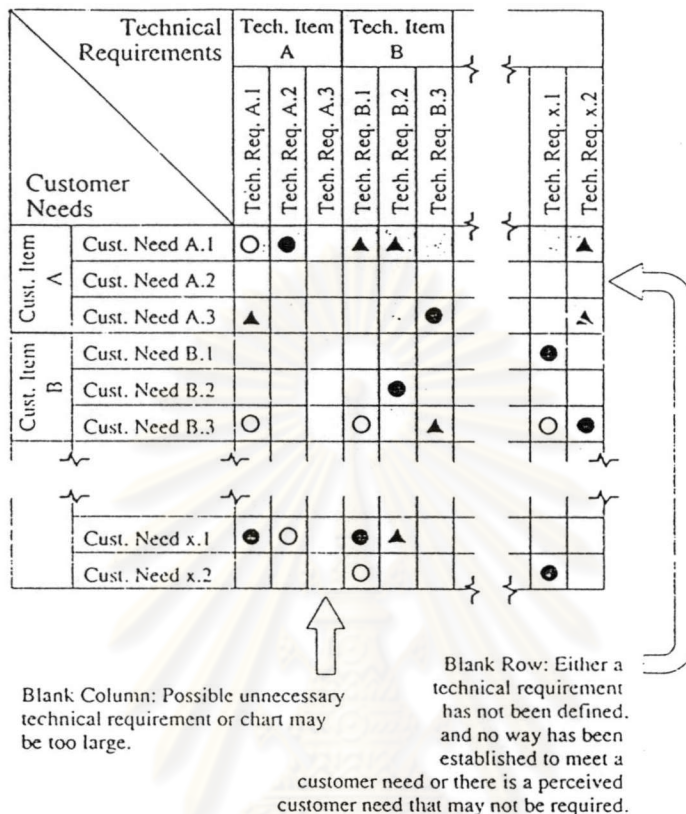 Technical
Requirements
Tech. Item
A
Tech. Item
B
Customer
Needs
Tech. Req. A.1
Tech. Req. A.2
Tech. Req. A.3
Tech. Req. B.1
Tech. Req. B.2
Tech. Req. B.3
Tech. Req. x.1
Tech. Req. x.2
Cust. Item
A
Cust. Need A.1
Cust. Need A.2
Cust. Need A.3
Cust. Item
B
Cust. Need B.1
Cust. Need B.2
Cust. Need B.3
Cust. Need x.1
Cust. Need x.2
Blank Column: Possible unnecessary
technical requirement or chart may
be too large.
Blank Row: Either a
technical requirement
has not been defined.
and no way has been
established to meet a
customer need or there is a perceived
customer need that may not be required.